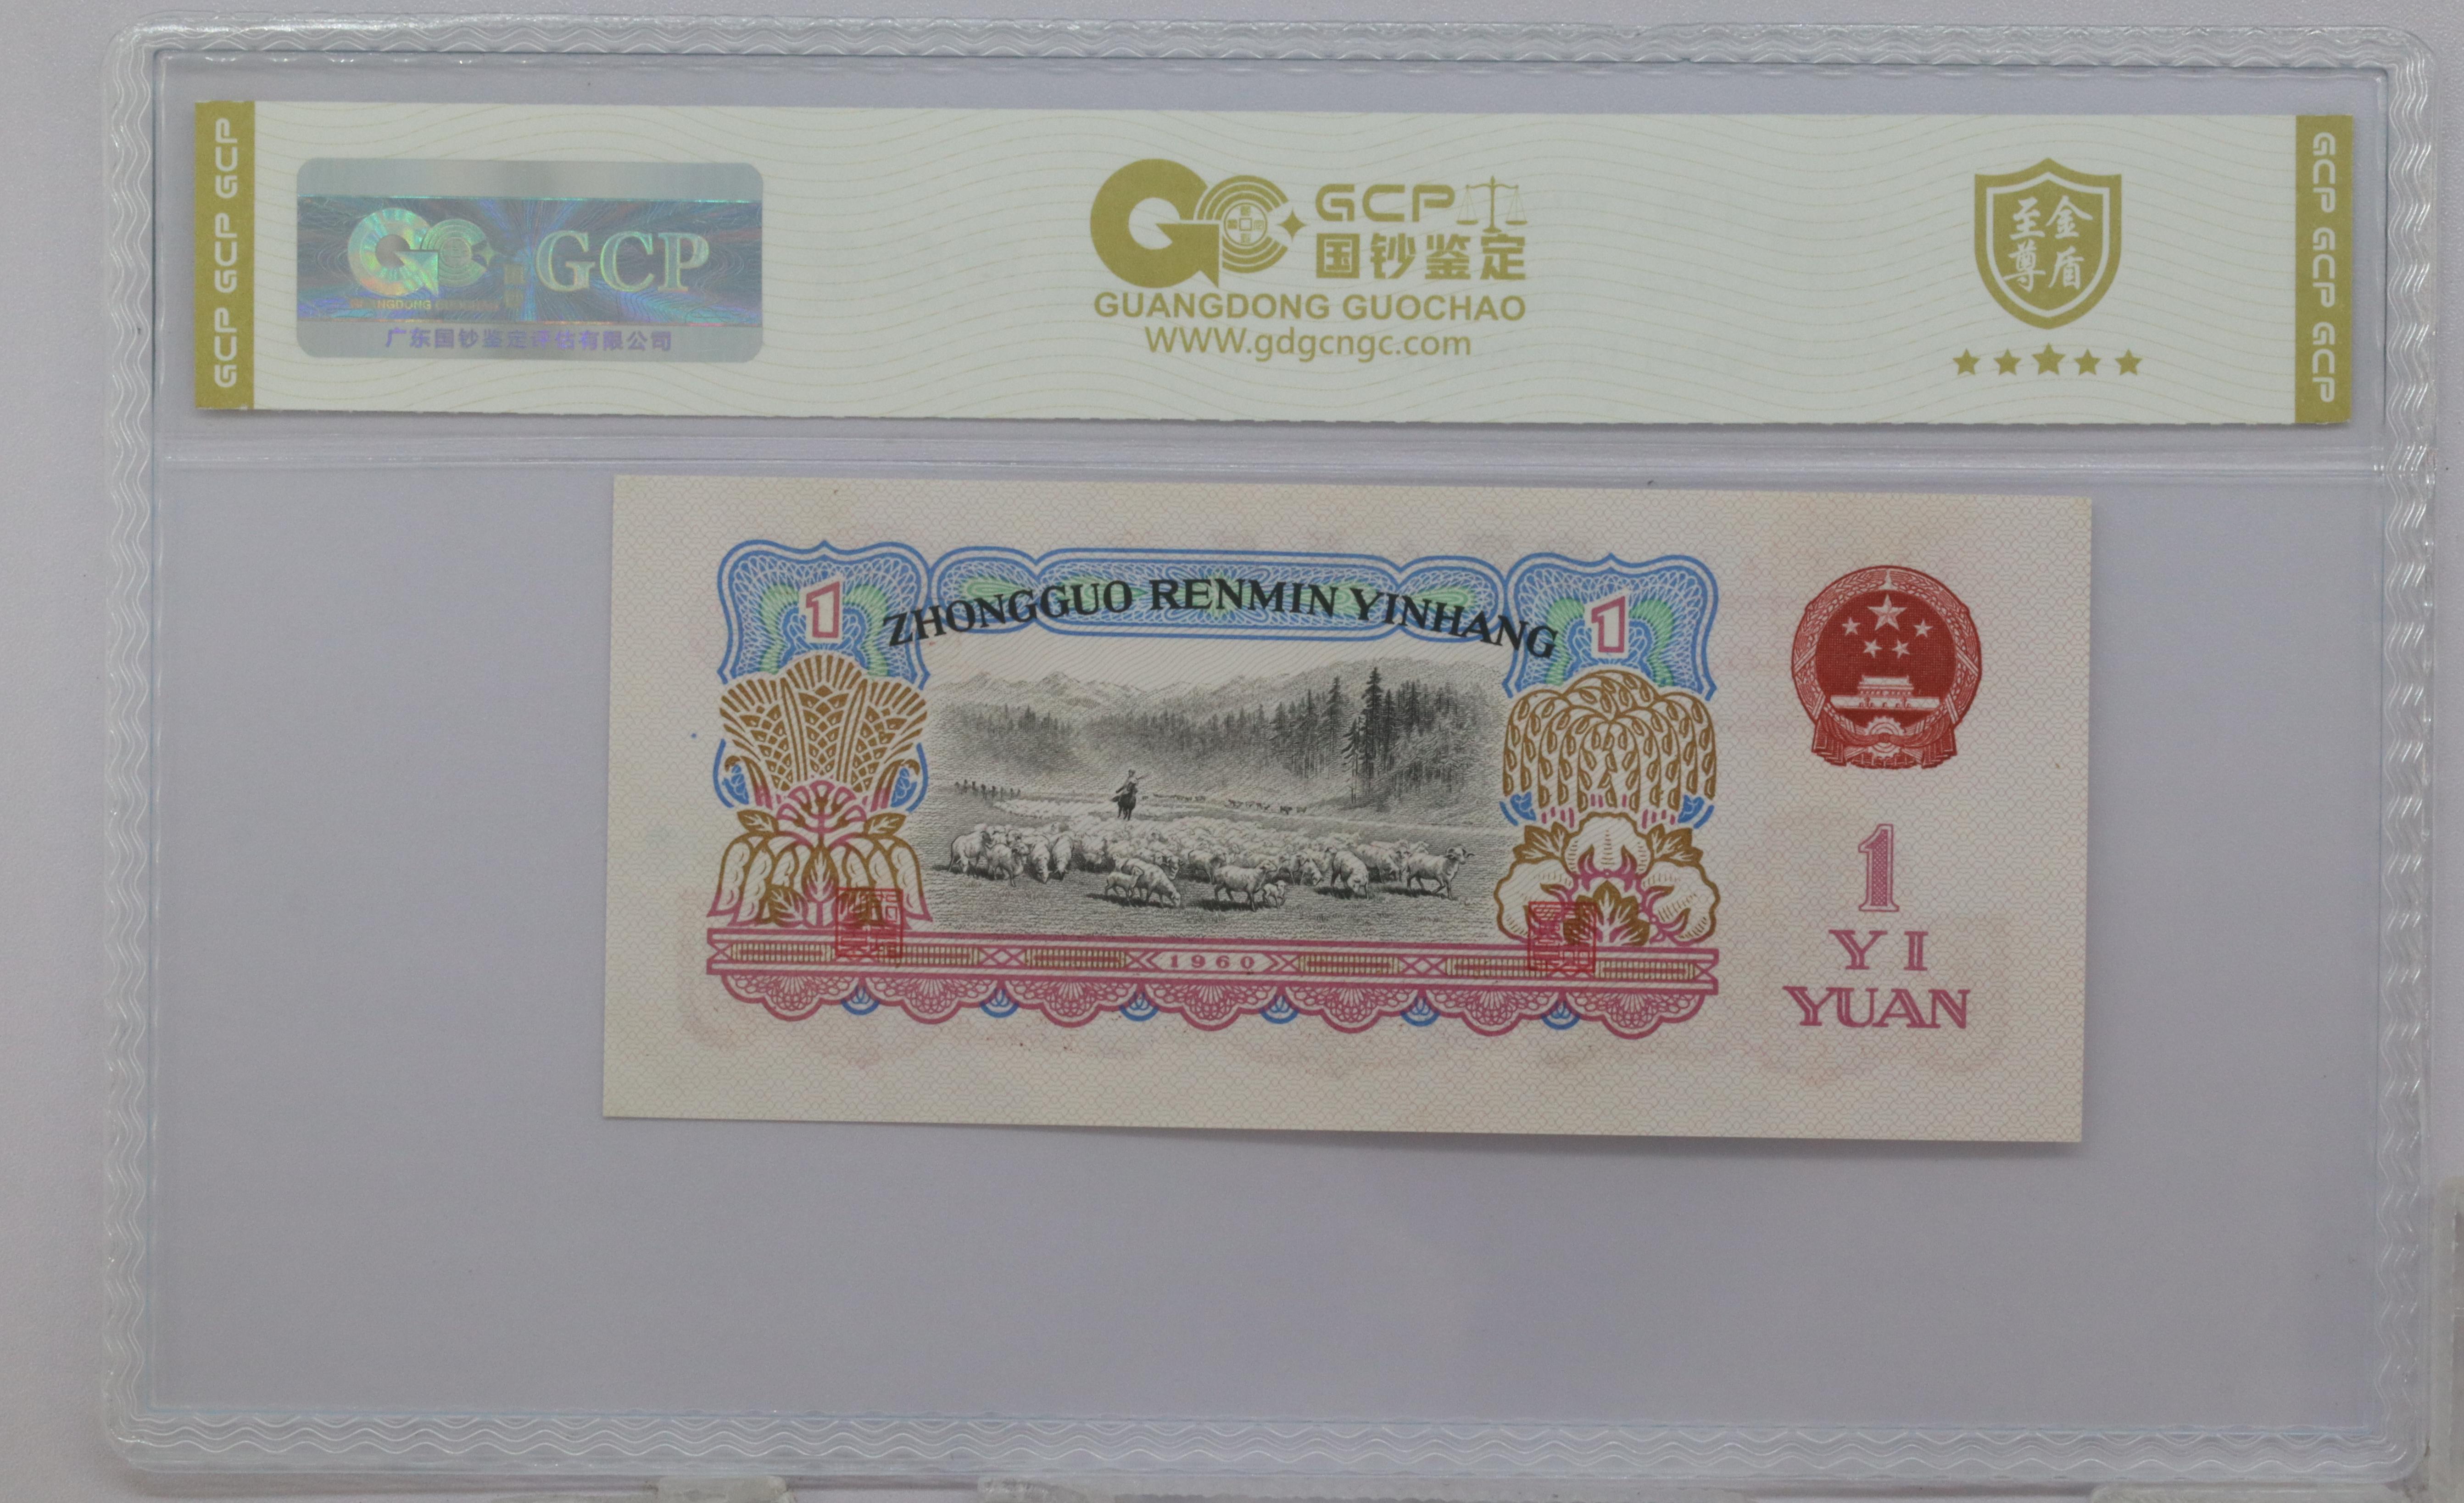 GCP GCP GCP
GCP
GUANGDONG GUOCHAO
广东国钞鉴定评估有限公司
GCP
国钞鉴定
GUANGDONG GUOCHAO
WWW.gdgcngc.com
至尊
金盾
GCP GCP GCP
1
ZHONGGUO RENMIN YINHANG
1
1960
1
YI
YUAN